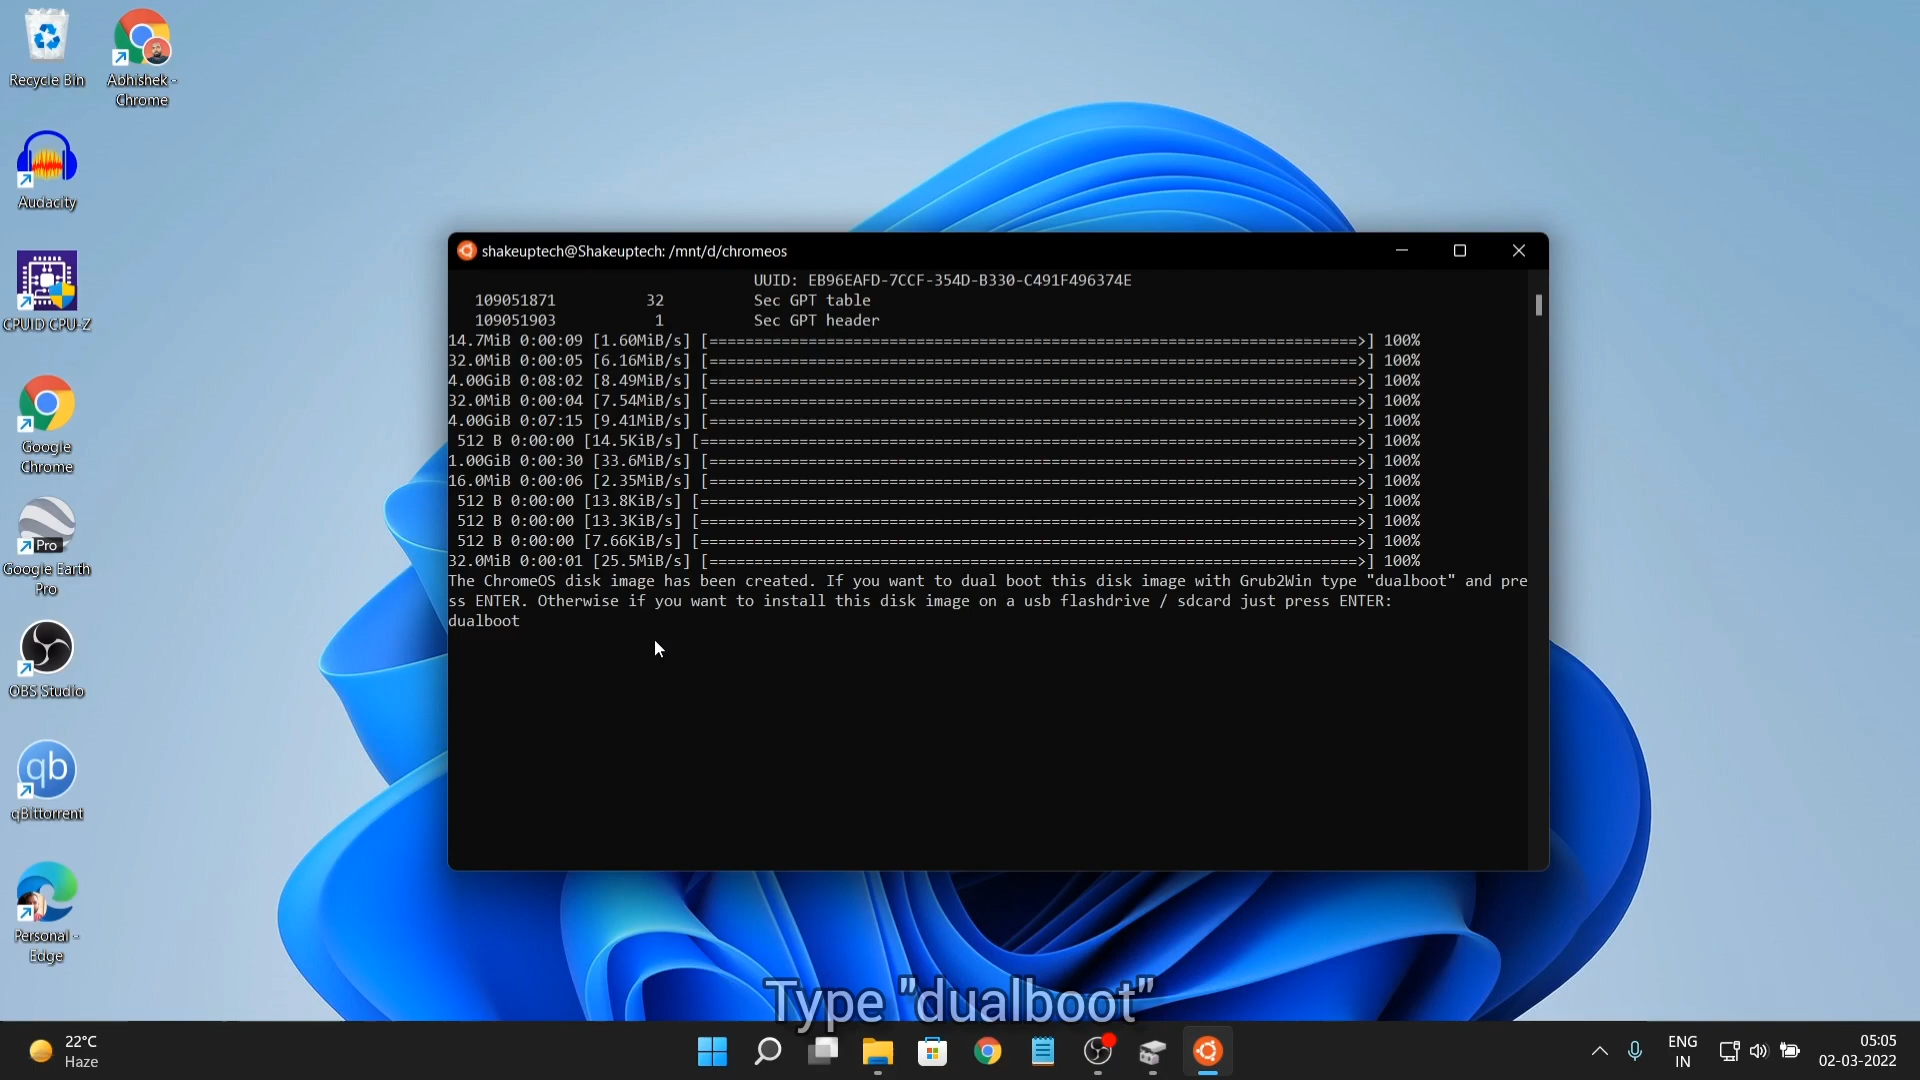 Recycle Bin
Abhishek -
Chrome
Audacity
CPUID CPU-Z
Google
Chrome
Pro
Google Earth
Pro
OBS Studio
qb
qBittorrent
Personal -
Edge
shakeuptech@Shakeuptech: /mnt/d/chromeos
UUID: EB96EAFD-7CCF-354D-B330-C491F496374E
109051871 32 Sec GPT table
109051903 1 Sec GPT header
14.7MiB 0:00:09 [1.60MiB/s] [========================================================================>] 100%
32.0MiB 0:00:05 [6.16MiB/s] [========================================================================>] 100%
4.00GiB 0:08:02 [8.49MiB/s] [========================================================================>] 100%
32.0MiB 0:00:04 [7.54MiB/s] [========================================================================>] 100%
4.00GiB 0:07:15 [9.41MiB/s] [========================================================================>] 100%
512 B 0:00:00 [14.5KiB/s] [=========================================================================>] 100%
1.00GiB 0:00:30 [33.6MiB/s] [========================================================================>] 100%
16.0MiB 0:00:06 [2.35MiB/s] [========================================================================>] 100%
512 B 0:00:00 [13.8KiB/s] [=========================================================================>] 100%
512 B 0:00:00 [13.3KiB/s] [=========================================================================>] 100%
512 B 0:00:00 [7.66KiB/s] [=========================================================================>] 100%
32.0MiB 0:00:01 [25.5MiB/s] [========================================================================>] 100%
The ChromeOS disk image has been created. If you want to dual boot this disk image with Grub2Win type "dualboot" and pre
ss ENTER. Otherwise if you want to install this disk image on a usb flashdrive / sdcard just press ENTER:
dualboot
Type "dualboot"
22°C
Haze
ENG
IN
05:05
02-03-2022